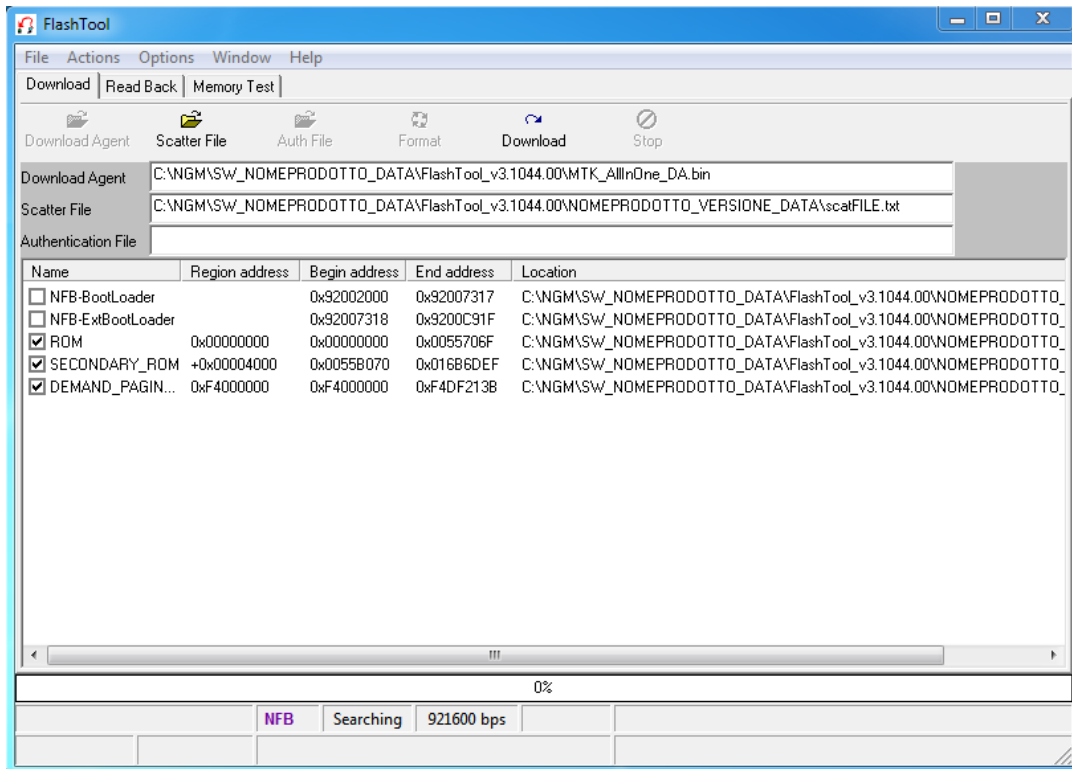 FlashTool
File Actions Options Window Help
Download Read Back Memory Test
Download Agent Scatter File Auth File Format Download Stop
Download Agent C:\NGM\SW_NOMEPRODOTTO_DATA\FlashTool_v3.1044.00\MTK_AllInOne_DA.bin
Scatter File C:\NGM\SW_NOMEPRODOTTO_DATA\FlashTool_v3.1044.00\NOMEPRODOTTO_VERSIONE_DATA\scatFILE.txt
Authentication File
Name Region address Begin address End address Location
NFB-BootLoader 0x92002000 0x92007317 C:\NGM\SW_NOMEPRODOTTO_DATA\FlashTool_v3.1044.00\NOMEPRODOTTO_
NFB-ExtBootLoader 0x92007318 0x9200C91F C:\NGM\SW_NOMEPRODOTTO_DATA\FlashTool_v3.1044.00\NOMEPRODOTTO_
ROM 0x00000000 0x00000000 0x0055706F C:\NGM\SW_NOMEPRODOTTO_DATA\FlashTool_v3.1044.00\NOMEPRODOTTO_
SECONDARY_ROM +0x00004000 0x0055B070 0x016B6DEF C:\NGM\SW_NOMEPRODOTTO_DATA\FlashTool_v3.1044.00\NOMEPRODOTTO_
DEMAND_PAGIN... 0xF4000000 0xF4000000 0xF4DF213B C:\NGM\SW_NOMEPRODOTTO_DATA\FlashTool_v3.1044.00\NOMEPRODOTTO_
0%
NFB Searching 921600 bps